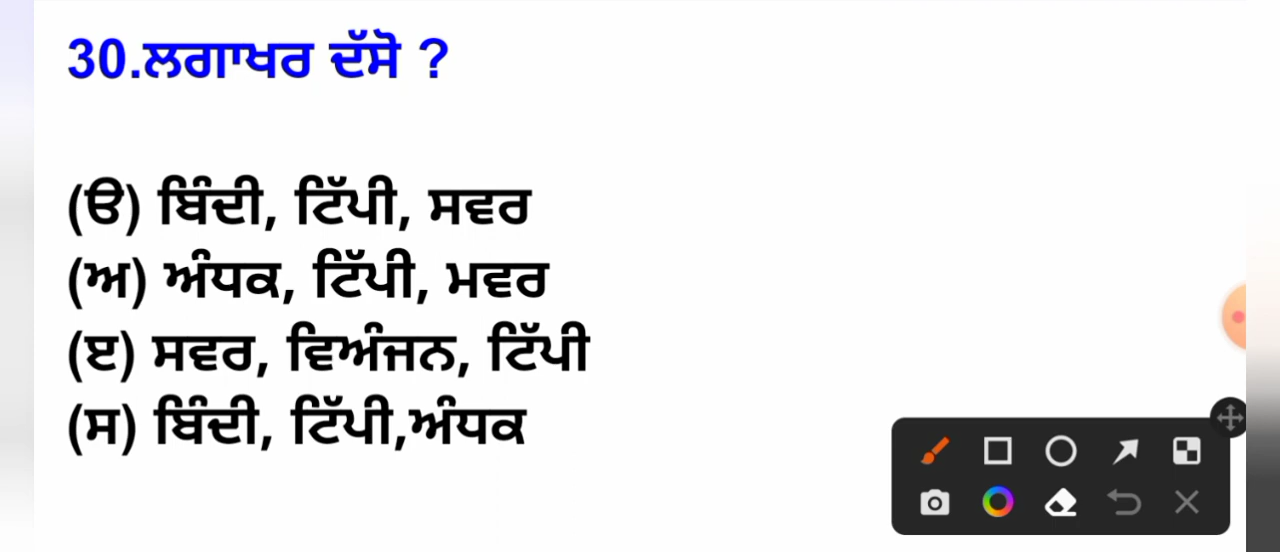 30.ਲਗਾਖਰ ਦੱਸੋ ?
(ੳ) ਬਿੰਦੀ, ਟਿੱਪੀ, ਸਵਰ
(ਅ) ਅੰਧਕ, ਟਿੱਪੀ, ਮਵਰ
(ੲ) ਸਵਰ, ਵਿਅੰਜਨ, ਟਿੱਪੀ
(ਸ) ਬਿੰਦੀ, ਟਿੱਪੀ,ਅੰਧਕ